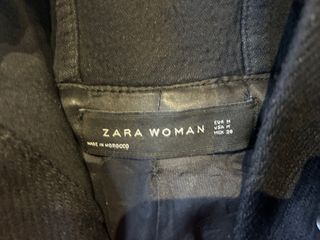 ZARA WOMAN
MADE IN MOROCCO
EUR M
USA M
MEX 28